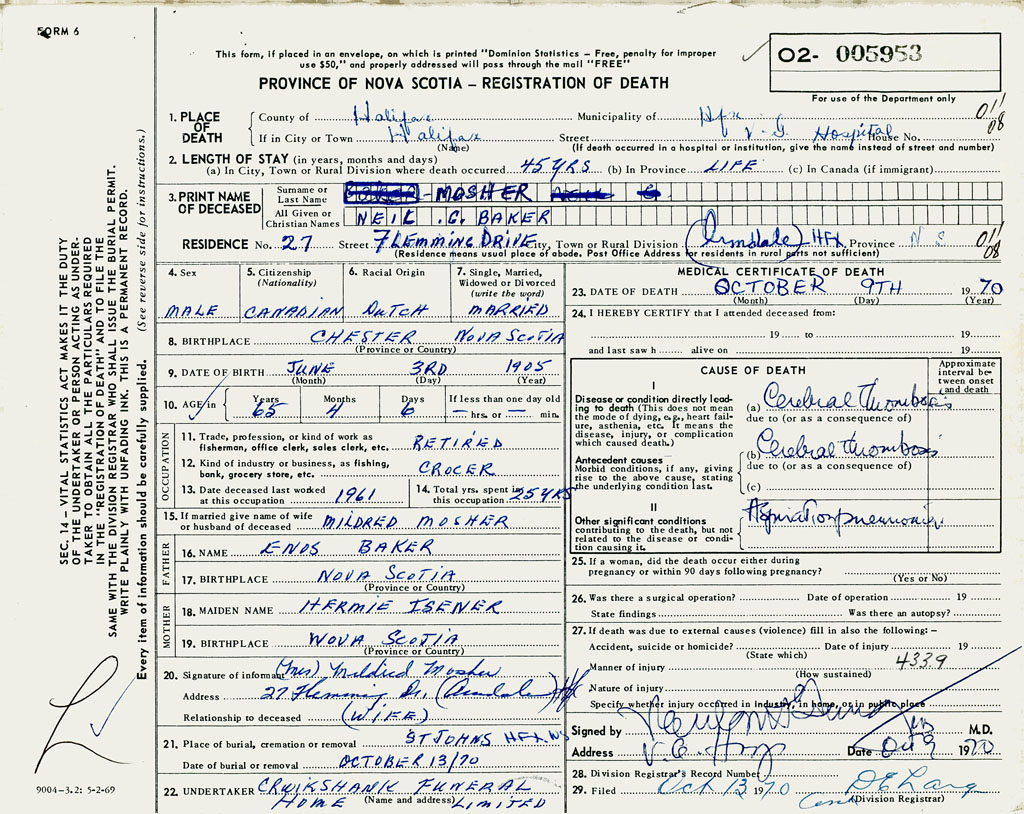 FORM 6
This form, if placed in an envelope, on which is printed "Dominion Statistics – Free, penalty for improper
use $50," and properly addressed will pass through the mail "FREE"
PROVINCE OF NOVA SCOTIA – REGISTRATION OF DEATH
02- 005953
For use of the Department only
1. PLACE OF DEATH
County of Halifax Municipality of Hfx 011
If in City or Town Halifax Street V. G. Hospital House No. 08
(Name) (If death occurred in a hospital or institution, give the name instead of street and number)
2. LENGTH OF STAY (in years, months and days)
(a) In City, Town or Rural Division where death occurred 45 YRS (b) In Province LIFE (c) In Canada (if immigrant)
3. PRINT NAME OF DECEASED
Surname or Last Name - MOSHER
All Given or Christian Names NEIL .G. BAKER
RESIDENCE No. 27 Street Flemming DRIVE City, Town or Rural Division (Armdale) HFX Province N S 011
08
(Residence means usual place of abode. Post Office Address for residents in rural parts not sufficient)
4. Sex
MALE
5. Citizenship
(Nationality)
CANADIAN
6. Racial Origin
DUTCH
7. Single, Married,
Widowed or Divorced
(write the word)
MARRIED
8. BIRTHPLACE CHESTER NOVA SCOTIA
(Province or Country)
9. DATE OF BIRTH JUNE 3RD 1905
(Month) (Day) (Year)
10. AGE in
Years Months Days If less than one day old
65 4 6 — hrs. or — min.
OCCUPATION
11. Trade, profession, or kind of work as
fisherman, office clerk, sales clerk, etc. RETIRED
12. Kind of industry or business, as fishing,
bank, grocery store, etc. GROCER
13. Date deceased last worked
at this occupation 1961
14. Total yrs. spent in
this occupation 25 YRS
15. If married give name of wife
or husband of deceased MILDRED MOSHER
FATHER
16. NAME ENOS BAKER
17. BIRTHPLACE NOVA SCOTIA
(Province or Country)
MOTHER
18. MAIDEN NAME HERMIE ISENER
19. BIRTHPLACE NOVA SCOTIA
(Province or Country)
20. Signature of informant (Mrs) Mildred Mosher
Address 27 Flemming Dr., (Armdale) Hfx
Relationship to deceased (WIFE)
21. Place of burial, cremation or removal ST JOHNS HFX NS
Date of burial or removal OCTOBER 13/70
22. UNDERTAKER CRUIKSHANK FUNERAL
HOME (Name and address) LIMITED
MEDICAL CERTIFICATE OF DEATH
23. DATE OF DEATH OCTOBER 9TH 1970
(Month) (Day) (Year)
24. I HEREBY CERTIFY that I attended deceased from:
19 to 19
and last saw h alive on 19
CAUSE OF DEATH
Approximate
interval be-
tween onset
and death
I
Disease or condition directly lead-
ing to death (This does not mean
the mode of dying, e.g., heart fail-
ure, asthenia, etc. It means the
disease, injury, or complication
which caused death.)
(a) Cerebral Thrombosis
due to (or as a consequence of)
Antecedent causes
Morbid conditions, if any, giving
rise to the above cause, stating
the underlying condition last.
(b) Cerebral thrombosis
due to (or as a consequence of)
(c)
II
Other significant conditions
contributing to the death, but not
related to the disease or condi-
tion causing it.
Aspiration pneumonia
25. If a woman, did the death occur either during
pregnancy or within 90 days following pregnancy?
(Yes or No)
26. Was there a surgical operation? Date of operation 19
State findings Was there an autopsy?
27. If death was due to external causes (violence) fill in also the following: –
Accident, suicide or homicide? Date of injury 19
(State which)
Manner of injury 4339
(How sustained)
Nature of injury
Specify whether injury occurred in industry, in home, or in public place
Signed by M.D.
Address V.G. Hosp Date Oct 9 1970
28. Division Registrar's Record Number
29. Filed Oct 13 1970 D E Lang
(Division Registrar)
SEC. 14 – VITAL STATISTICS ACT MAKES IT THE DUTY
OF THE UNDERTAKER OR PERSON ACTING AS UNDER-
TAKER TO OBTAIN ALL THE PARTICULARS REQUIRED
IN THE "REGISTRATION OF DEATH" AND TO FILE THE
SAME WITH THE DIVISION REGISTRAR WHO SHALL ISSUE THE BURIAL PERMIT.
WRITE PLAINLY WITH UNFADING INK. THIS IS A PERMANENT RECORD.
Every item of information should be carefully supplied. (See reverse side for instructions.)
9004–3.2: 5-2-69